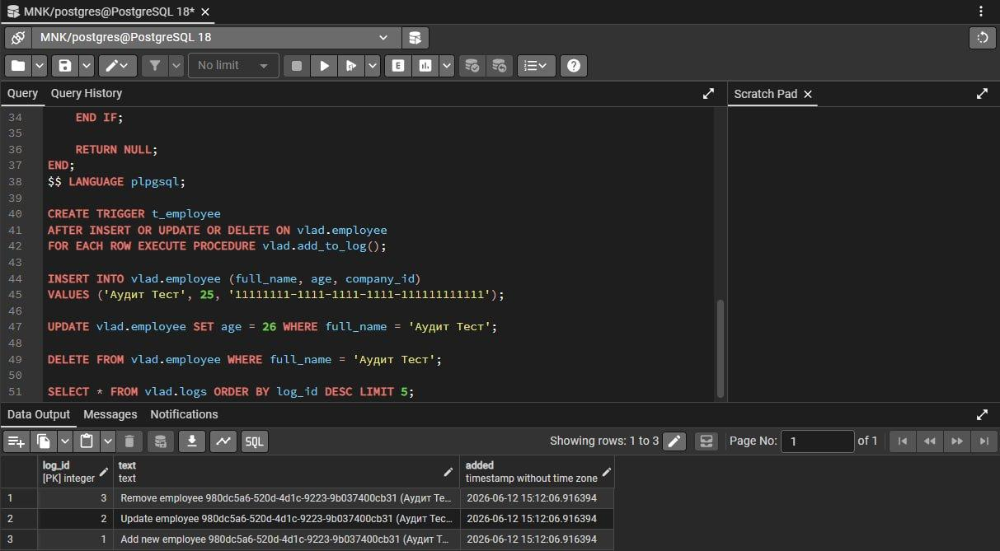 MNK/postgres@PostgreSQL 18*
MNK/postgres@PostgreSQL 18
No limit
E
Query Query History
Scratch Pad
34 END IF;
35
36 RETURN NULL;
37 END;
38 $$ LANGUAGE plpgsql;
39
40 CREATE TRIGGER t_employee
41 AFTER INSERT OR UPDATE OR DELETE ON vlad.employee
42 FOR EACH ROW EXECUTE PROCEDURE vlad.add_to_log();
43
44 INSERT INTO vlad.employee (full_name, age, company_id)
45 VALUES ('Аудит Тест', 25, '11111111-1111-1111-1111-111111111111');
46
47 UPDATE vlad.employee SET age = 26 WHERE full_name = 'Аудит Тест';
48
49 DELETE FROM vlad.employee WHERE full_name = 'Аудит Тест';
50
51 SELECT * FROM vlad.logs ORDER BY log_id DESC LIMIT 5;
Data Output Messages Notifications
SQL
Showing rows: 1 to 3
Page No: 1 of 1
log_id text added
[PK] integer text timestamp without time zone
1 3 Remove employee 980dc5a6-520d-4d1c-9223-9b037400cb31 (Аудит Те... 2026-06-12 15:12:06.916394
2 2 Update employee 980dc5a6-520d-4d1c-9223-9b037400cb31 (Аудит Тес... 2026-06-12 15:12:06.916394
3 1 Add new employee 980dc5a6-520d-4d1c-9223-9b037400cb31 (Аудит Т... 2026-06-12 15:12:06.916394